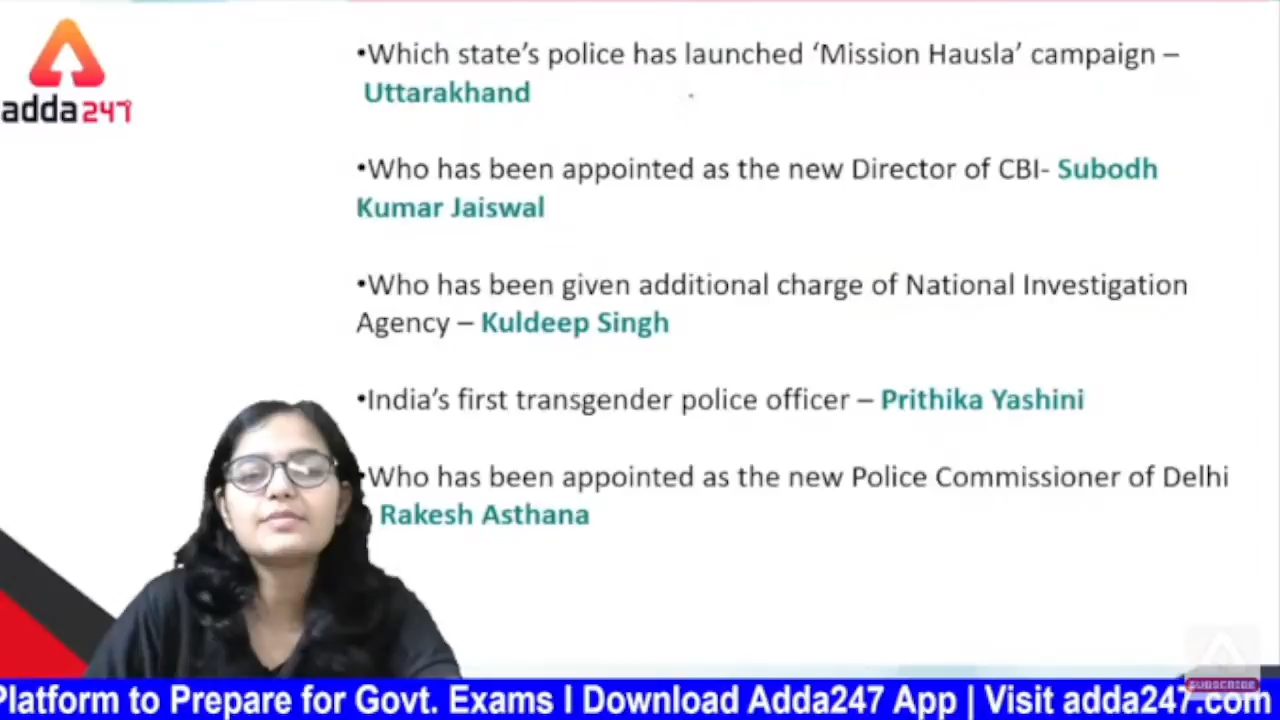 •Which state's police has launched ‘Mission Hausla’ campaign –
Uttarakhand
•Who has been appointed as the new Director of CBI- Subodh
Kumar Jaiswal
•Who has been given additional charge of National Investigation
Agency – Kuldeep Singh
•India's first transgender police officer – Prithika Yashini
•Who has been appointed as the new Police Commissioner of Delhi
Rakesh Asthana
adda247
SUBSCRIBE
Platform to Prepare for Govt. Exams I Download Adda247 App | Visit adda247.com